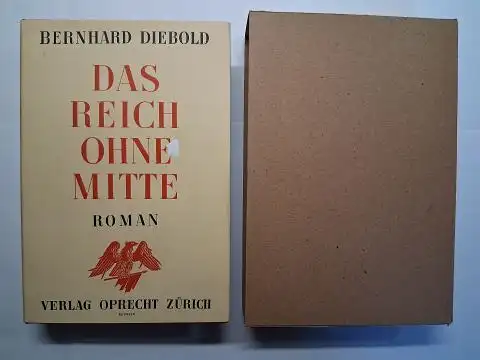 BERNHARD DIEBOLD
DAS
REICH
OHNE
MITTE
ROMAN
VERLAG OPRECHT ZÜRICH